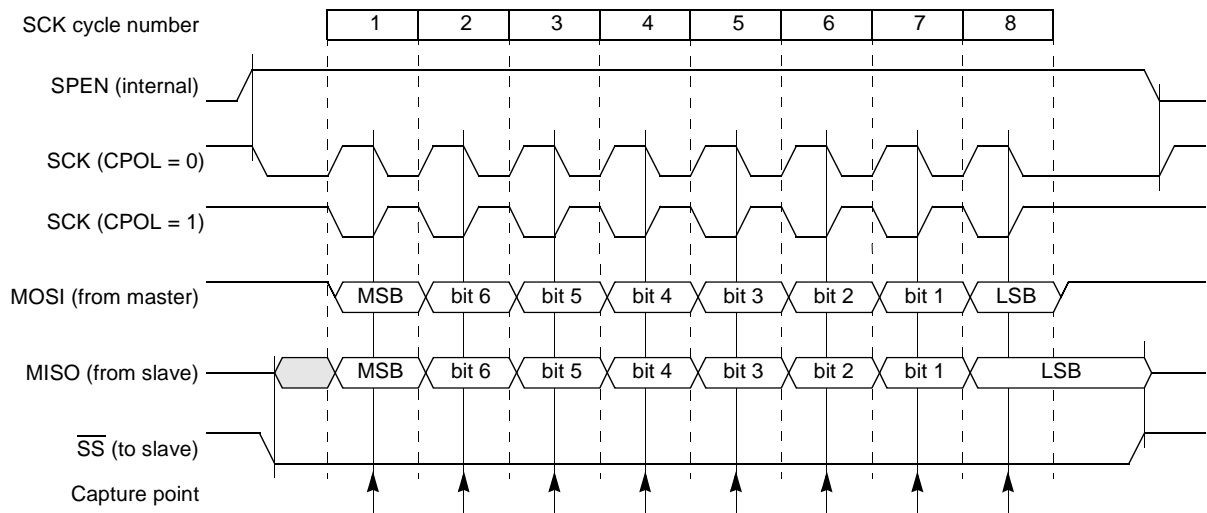 SCK cycle number 1 2 3 4 5 6 7 8
SPEN (internal)
SCK (CPOL = 0)
SCK (CPOL = 1)
MOSI (from master) MSB bit 6 bit 5 bit 4 bit 3 bit 2 bit 1 LSB
MISO (from slave) MSB bit 6 bit 5 bit 4 bit 3 bit 2 bit 1 LSB
S̅S̅ (to slave)
Capture point